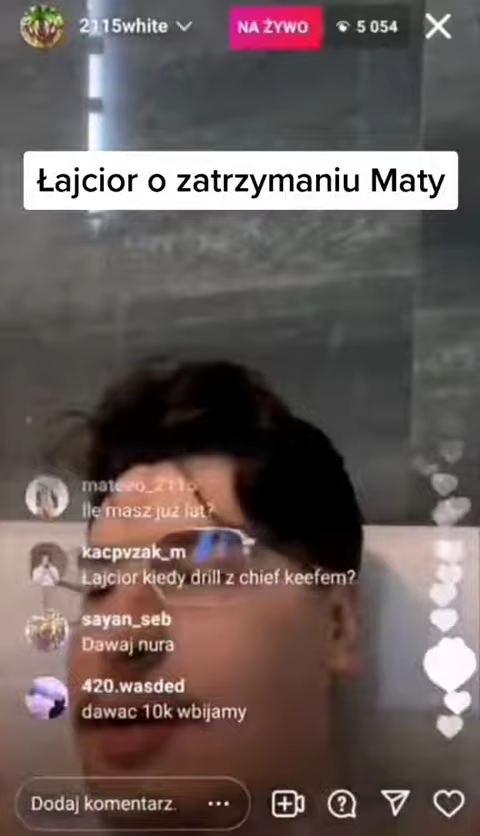 2115white
NA ŻYWO
5 054
Łajcior o zatrzymaniu Maty
mateeo_2115
Ile masz już lat?
kacpvzak_m
Łajcior kiedy drill z chief keefem?
sayan_seb
Dawaj nura
420.wasded
dawac 10k wbijamy
Dodaj komentarz.